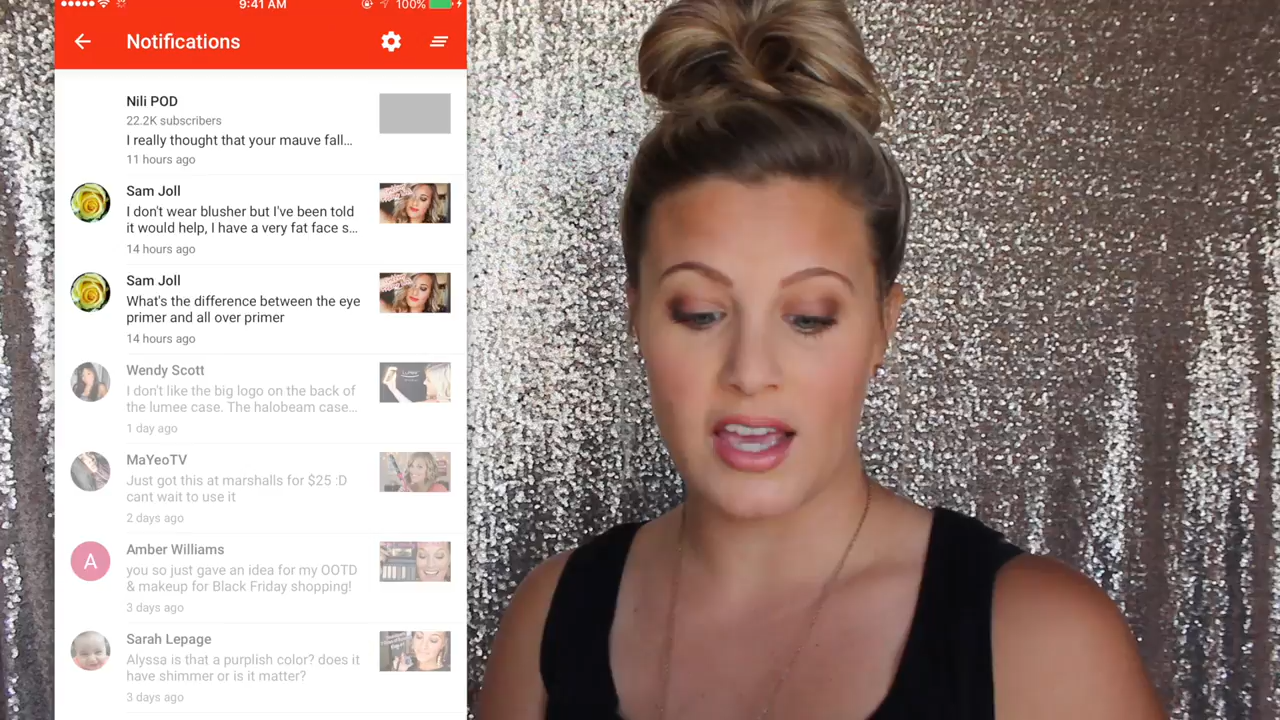 9:41 AM
100%
Notifications
Nili POD
22.2K subscribers
I really thought that your mauve fall...
11 hours ago
Sam Joll
I don't wear blusher but I've been told
it would help, I have a very fat face s...
14 hours ago
Sam Joll
What's the difference between the eye
primer and all over primer
14 hours ago
Wendy Scott
I don't like the big logo on the back of
the lumee case. The halobeam case...
1 day ago
MaYeoTV
Just got this at marshalls for $25 :D
cant wait to use it
2 days ago
A
Amber Williams
you so just gave an idea for my OOTD
& makeup for Black Friday shopping!
3 days ago
Sarah Lepage
Alyssa is that a purplish color? does it
have shimmer or is it matter?
3 days ago